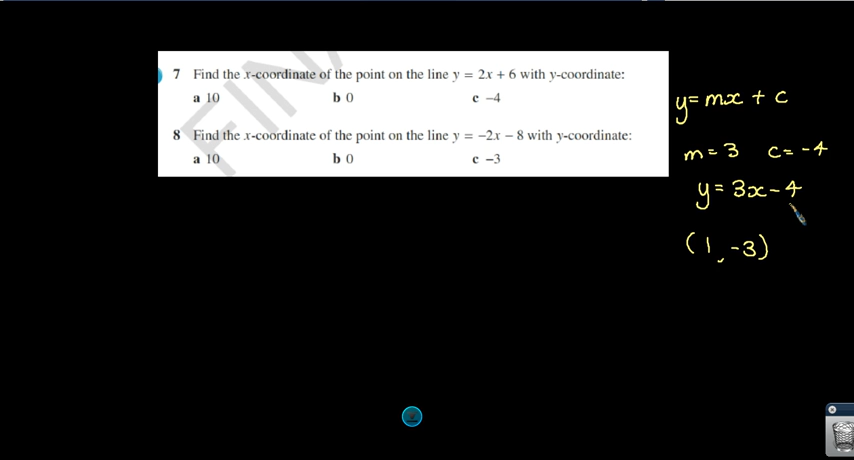 7 Find the x-coordinate of the point on the line y = 2x + 6 with y-coordinate:
a 10 b 0 c –4
8 Find the x-coordinate of the point on the line y = −2x − 8 with y-coordinate:
a 10 b 0 c –3
FIN
y = mx + c
m = 3 c = -4
y = 3x - 4
(1, -3)